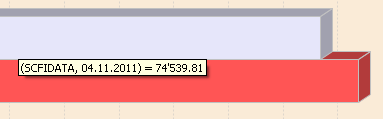 (SCFIDATA, 04.11.2011) = 74'539.81